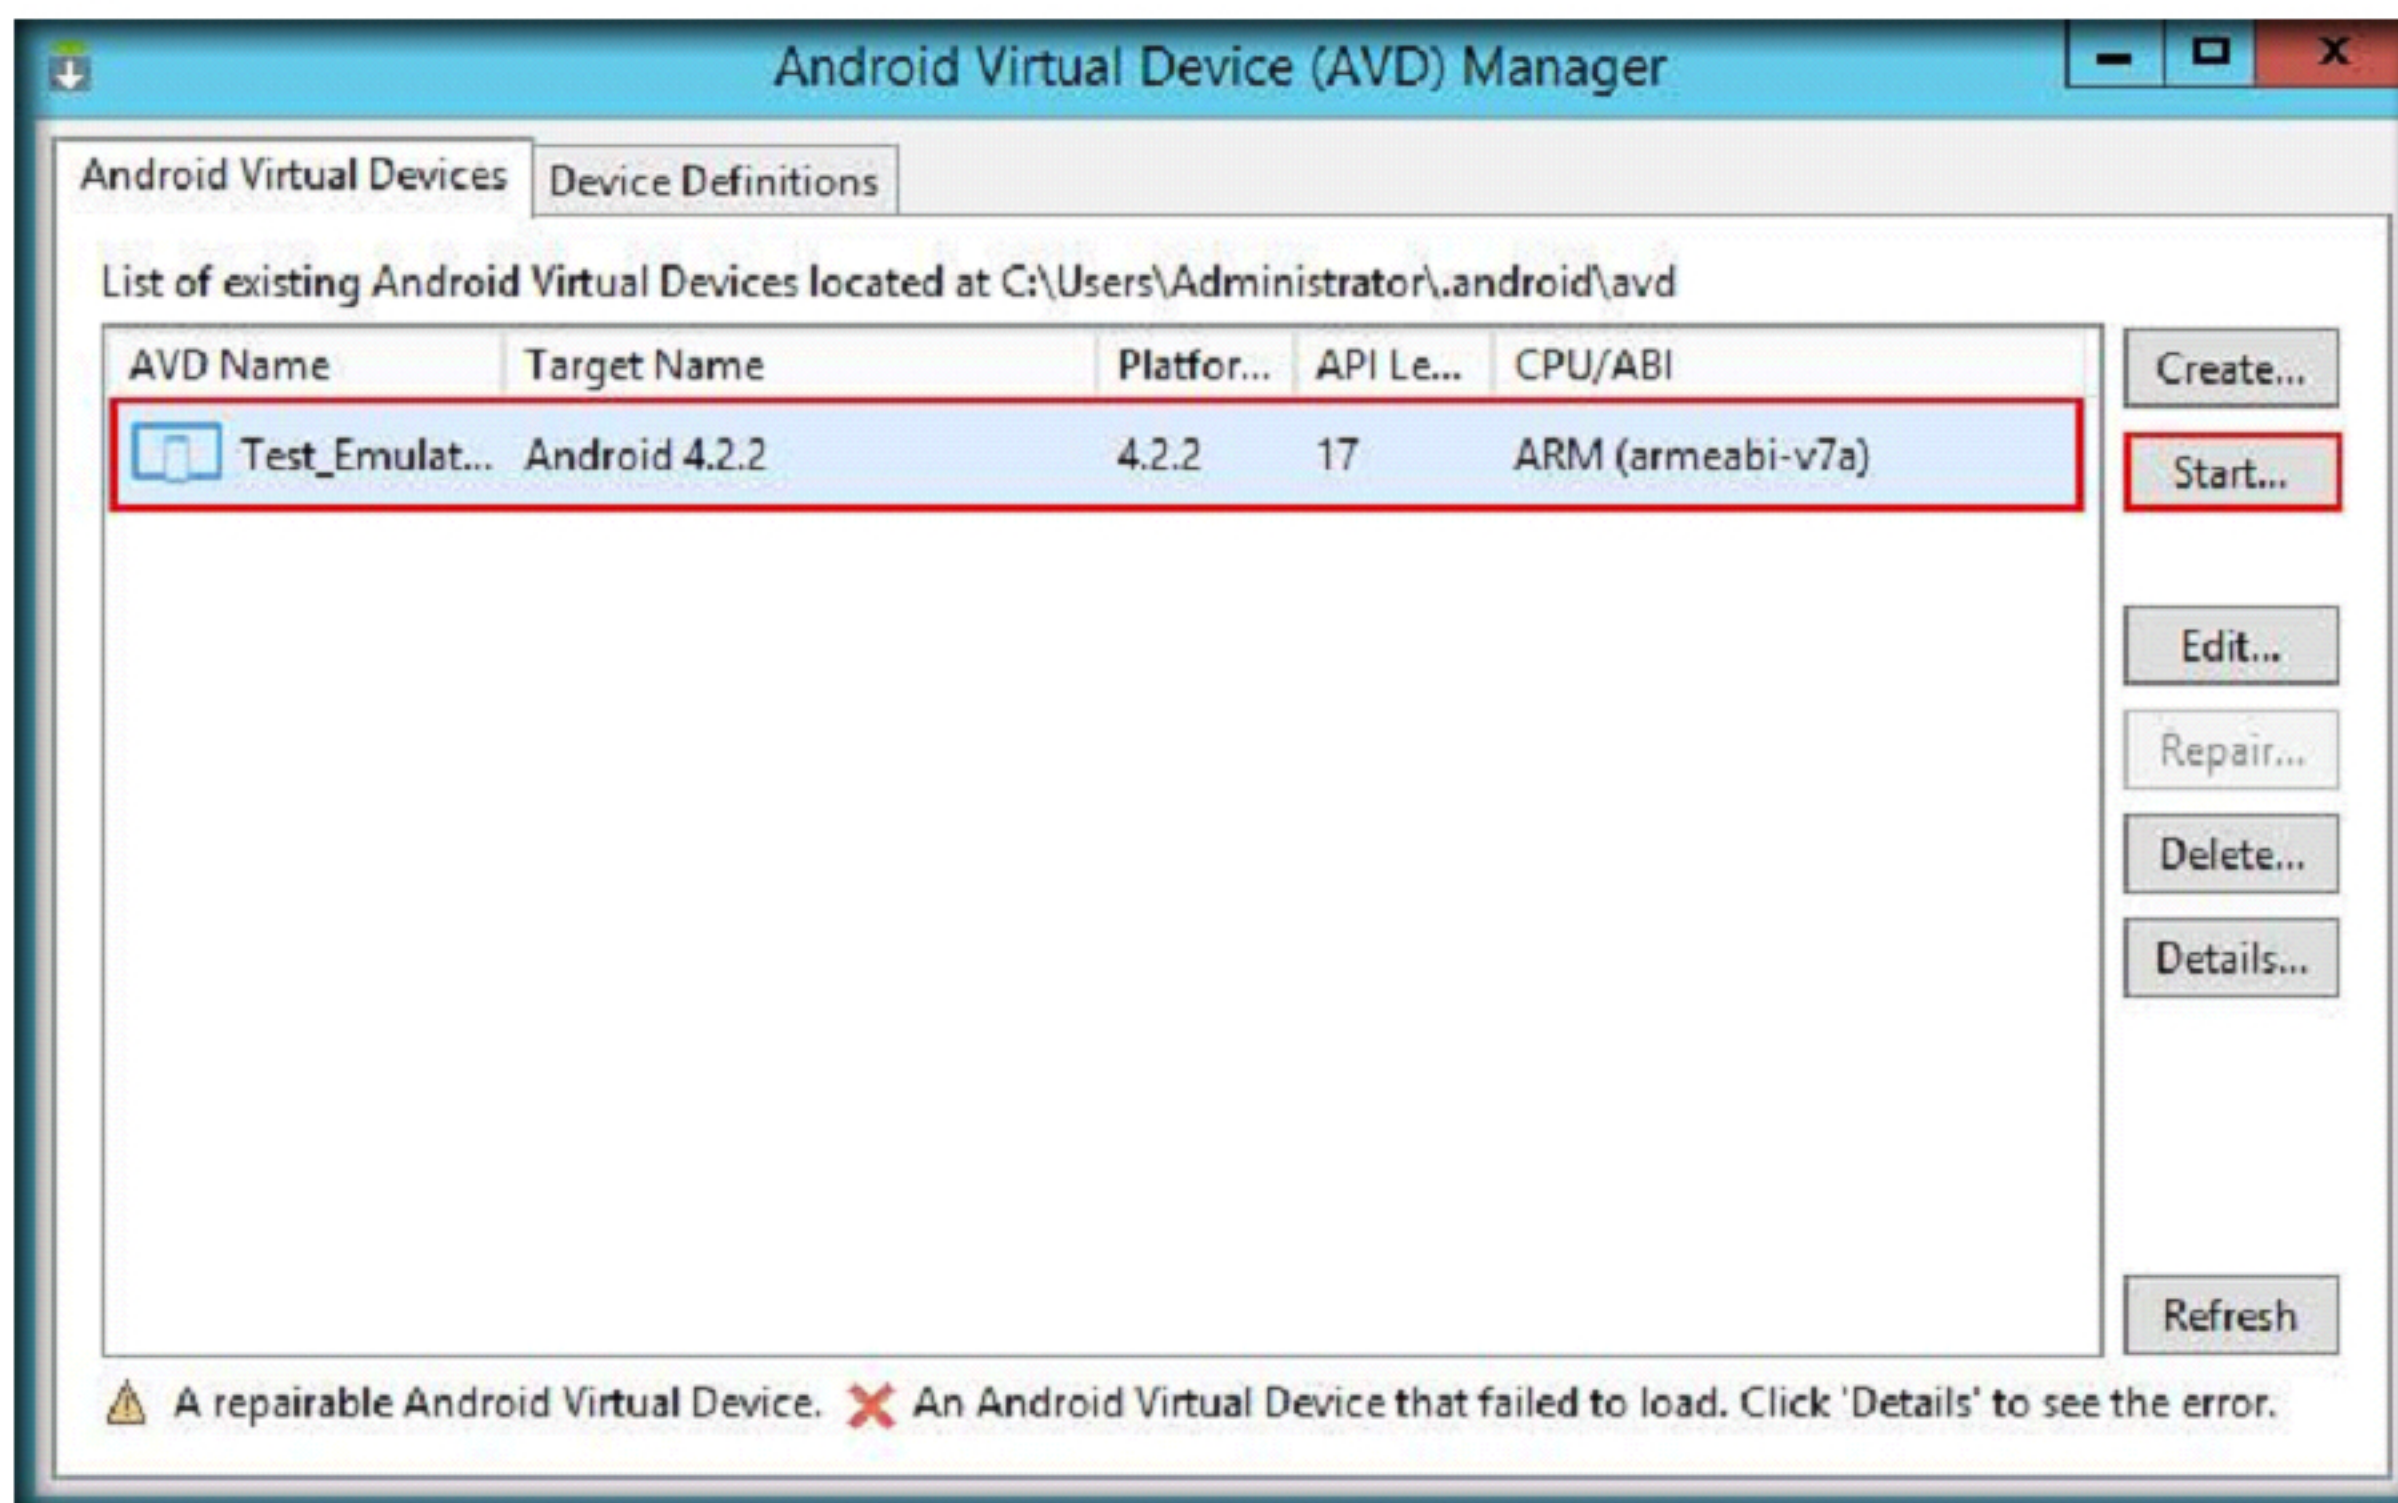 Android Virtual Device (AVD) Manager
Android Virtual Devices Device Definitions
List of existing Android Virtual Devices located at C:\Users\Administrator\.android\avd
AVD Name Target Name Platfor... API Le... CPU/ABI
Test_Emulat... Android 4.2.2 4.2.2 17 ARM (armeabi-v7a)
Create...
Start...
Edit...
Repair...
Delete...
Details...
Refresh
A repairable Android Virtual Device. An Android Virtual Device that failed to load. Click 'Details' to see the error.